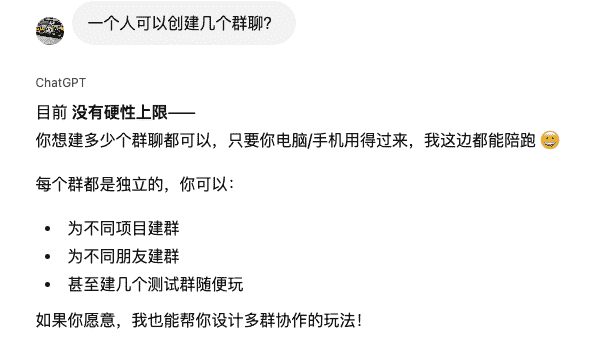 一个人可以创建几个群聊？
ChatGPT
目前 没有硬性上限——
你想建多少个群聊都可以，只要你电脑/手机用得过来，我这边都能陪跑 😄
每个群都是独立的，你可以：
• 为不同项目建群
• 为不同朋友建群
• 甚至建几个测试群随便玩
如果你愿意，我也能帮你设计多群协作的玩法！